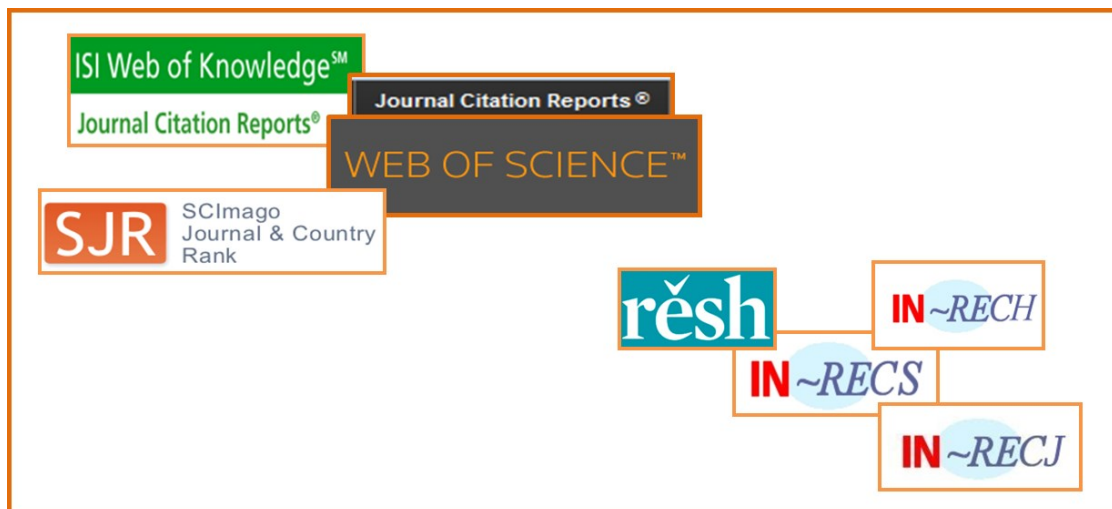 ISI Web of Knowledge℠
Journal Citation Reports®
Journal Citation Reports ®
WEB OF SCIENCE™
SJR
SCImago
Journal & Country
Rank
rĕsh
IN~RECH
IN~RECS
IN~RECJ